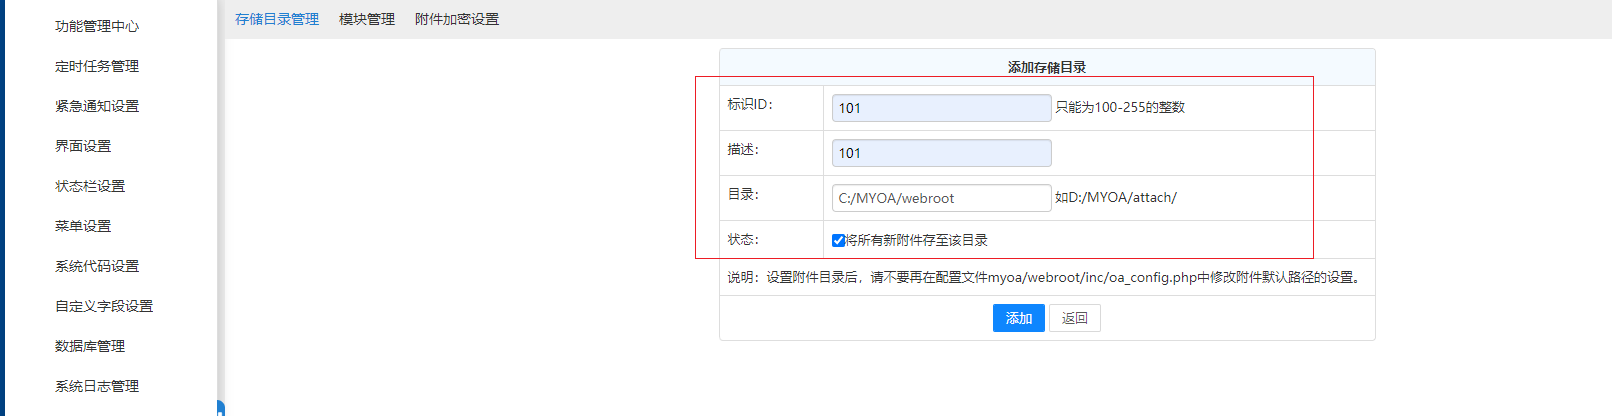 存储目录管理 模块管理 附件加密设置
功能管理中心
定时任务管理
紧急通知设置
界面设置
状态栏设置
菜单设置
系统代码设置
自定义字段设置
数据库管理
系统日志管理
添加存储目录
标识ID： 101 只能为100-255的整数
描述： 101
目录： C:/MYOA/webroot 如D:/MYOA/attach/
状态： 将所有新附件存至该目录
说明：设置附件目录后，请不要再在配置文件myoa/webroot/inc/oa_config.php中修改附件默认路径的设置。
添加 返回